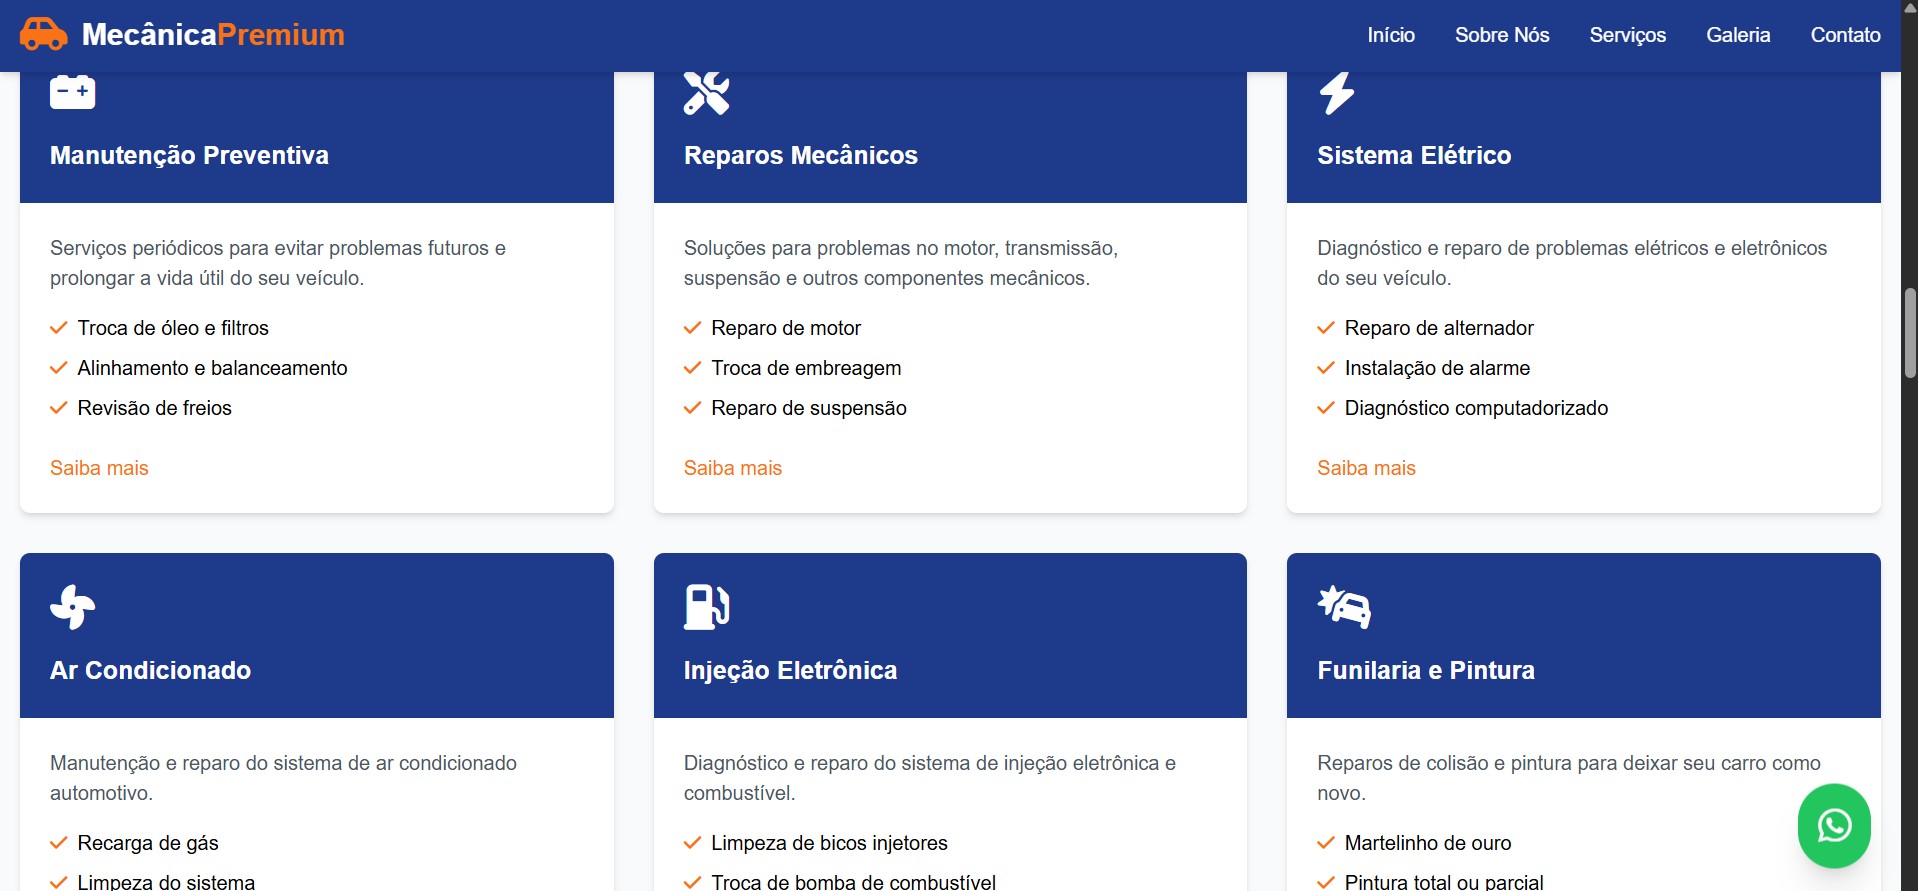 MecânicaPremium
Início
Sobre Nós
Serviços
Galeria
Contato
Manutenção Preventiva
Serviços periódicos para evitar problemas futuros e
prolongar a vida útil do seu veículo.
Troca de óleo e filtros
Alinhamento e balanceamento
Revisão de freios
Saiba mais
Reparos Mecânicos
Soluções para problemas no motor, transmissão,
suspensão e outros componentes mecânicos.
Reparo de motor
Troca de embreagem
Reparo de suspensão
Saiba mais
Sistema Elétrico
Diagnóstico e reparo de problemas elétricos e eletrônicos
do seu veículo.
Reparo de alternador
Instalação de alarme
Diagnóstico computadorizado
Saiba mais
Ar Condicionado
Manutenção e reparo do sistema de ar condicionado
automotivo.
Recarga de gás
Limpeza do sistema
Injeção Eletrônica
Diagnóstico e reparo do sistema de injeção eletrônica e
combustível.
Limpeza de bicos injetores
Troca de bomba de combustível
Funilaria e Pintura
Reparos de colisão e pintura para deixar seu carro como
novo.
Martelinho de ouro
Pintura total ou parcial